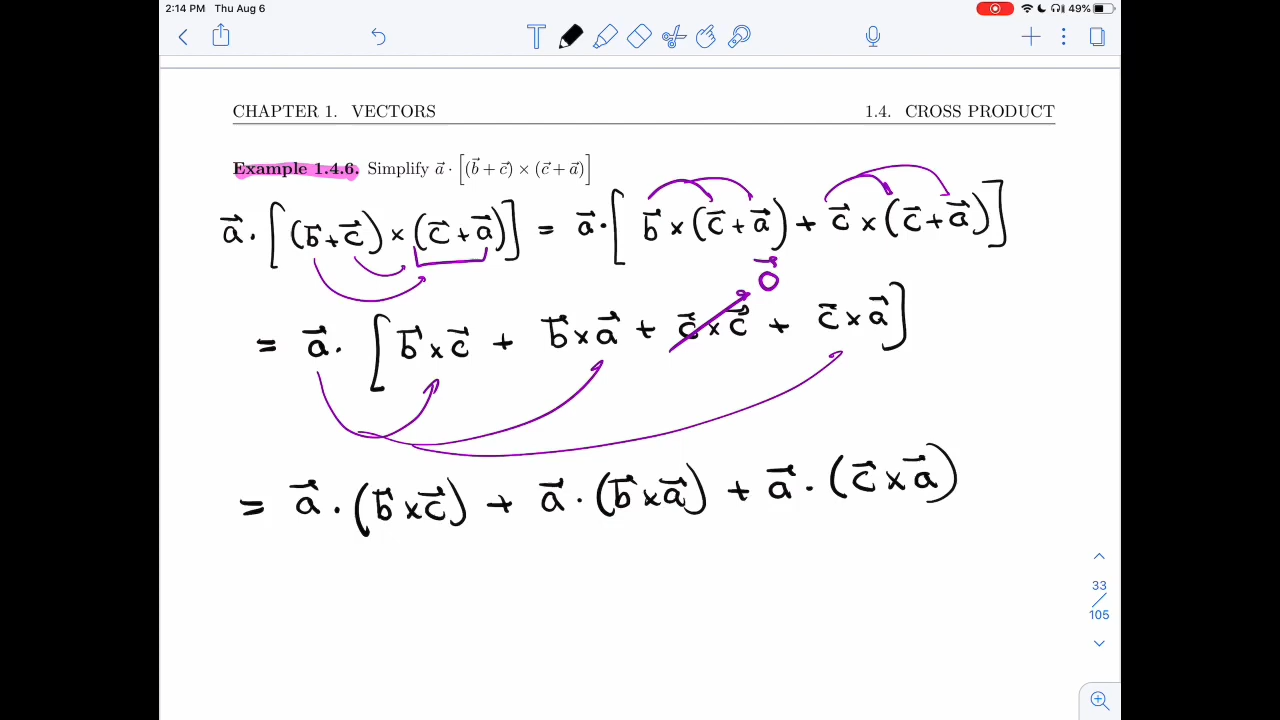 2:14 PM Thu Aug 6 49%
T
CHAPTER 1. VECTORS 1.4. CROSS PRODUCT
Example 1.4.6. Simplify a⃗ · [(b⃗ + c⃗) × (c⃗ + a⃗)]
a⃗ · [(b⃗ + c⃗) × (c⃗ + a⃗)] = a⃗ · [b⃗ × (c⃗ + a⃗) + c⃗ × (c⃗ + a⃗)]
0⃗
= a⃗ · [b⃗ × c⃗ + b⃗ × a⃗ + c⃗ × c⃗ + c⃗ × a⃗]
= a⃗ · (b⃗ × c⃗) + a⃗ · (b⃗ × a⃗) + a⃗ · (c⃗ × a⃗)
33
105